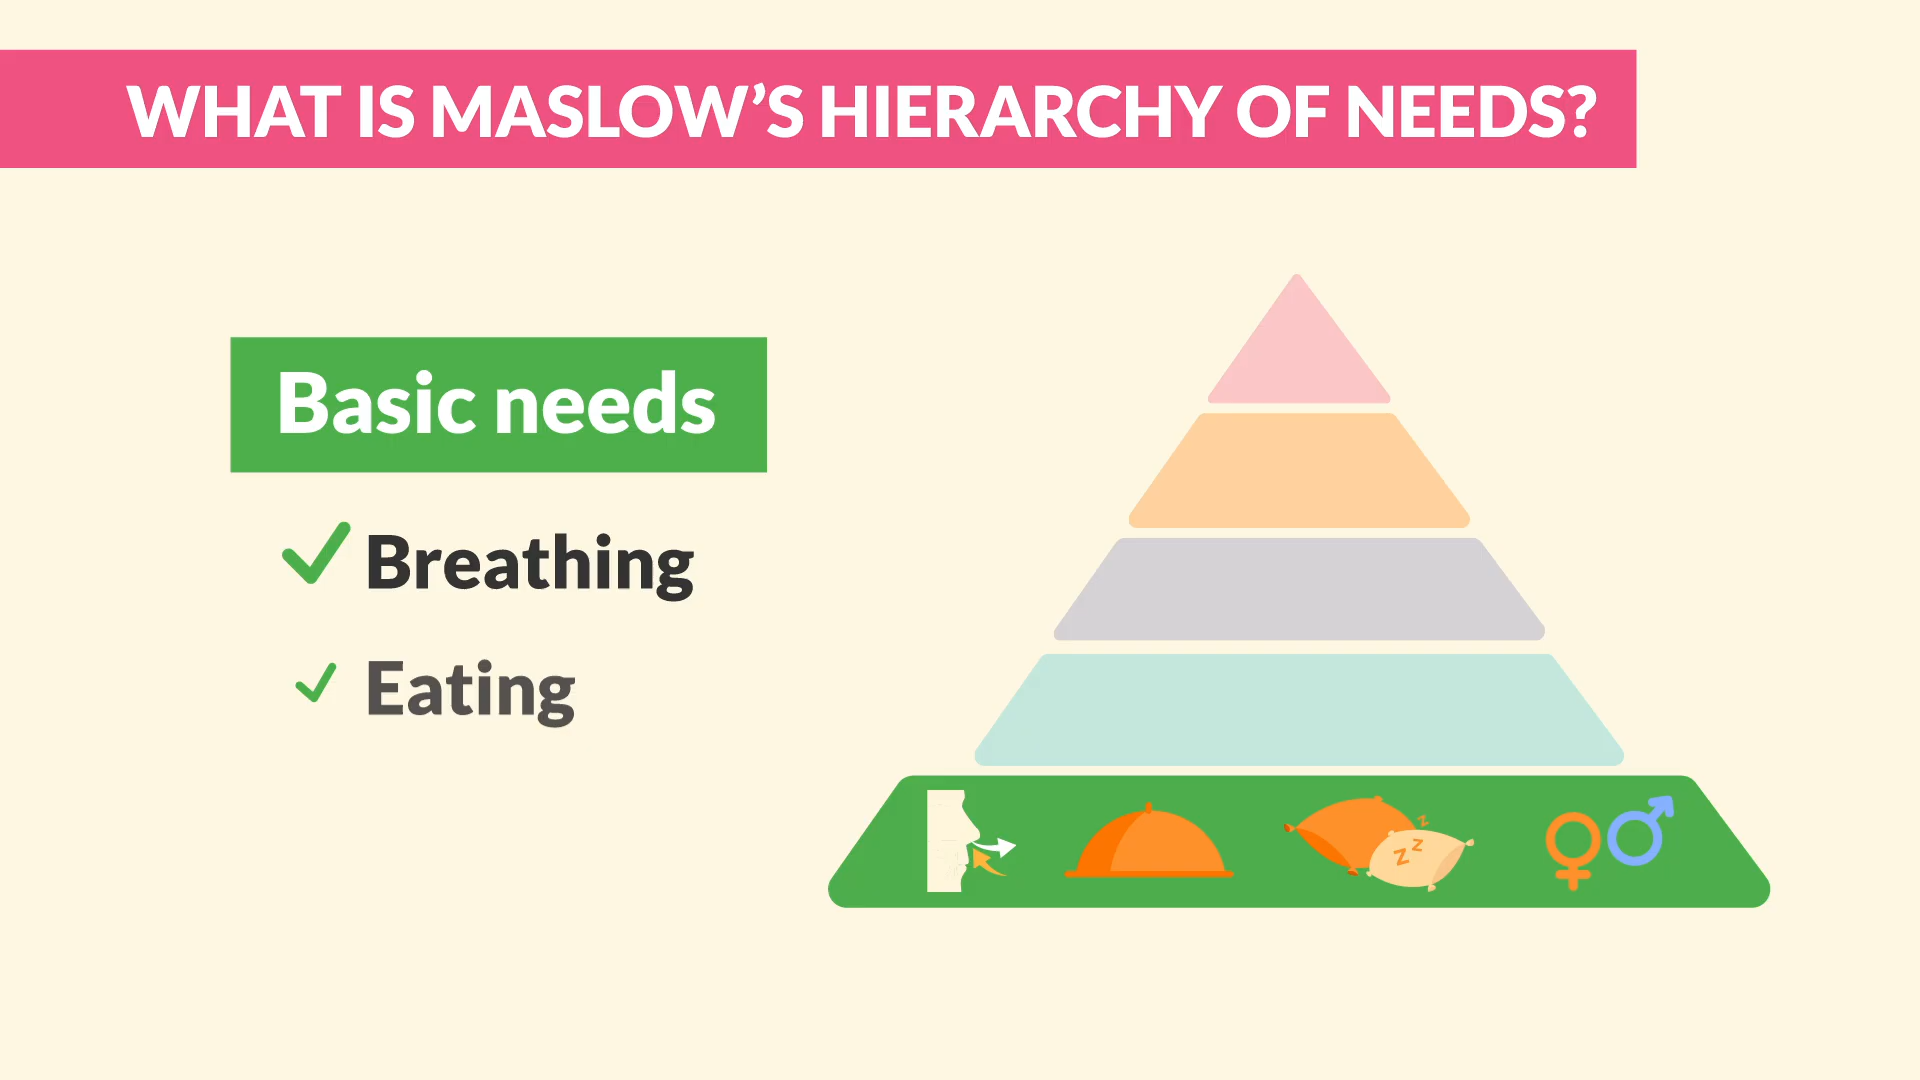 WHAT IS MASLOW’S HIERARCHY OF NEEDS?
Basic needs
Breathing
Eating
z
z
z